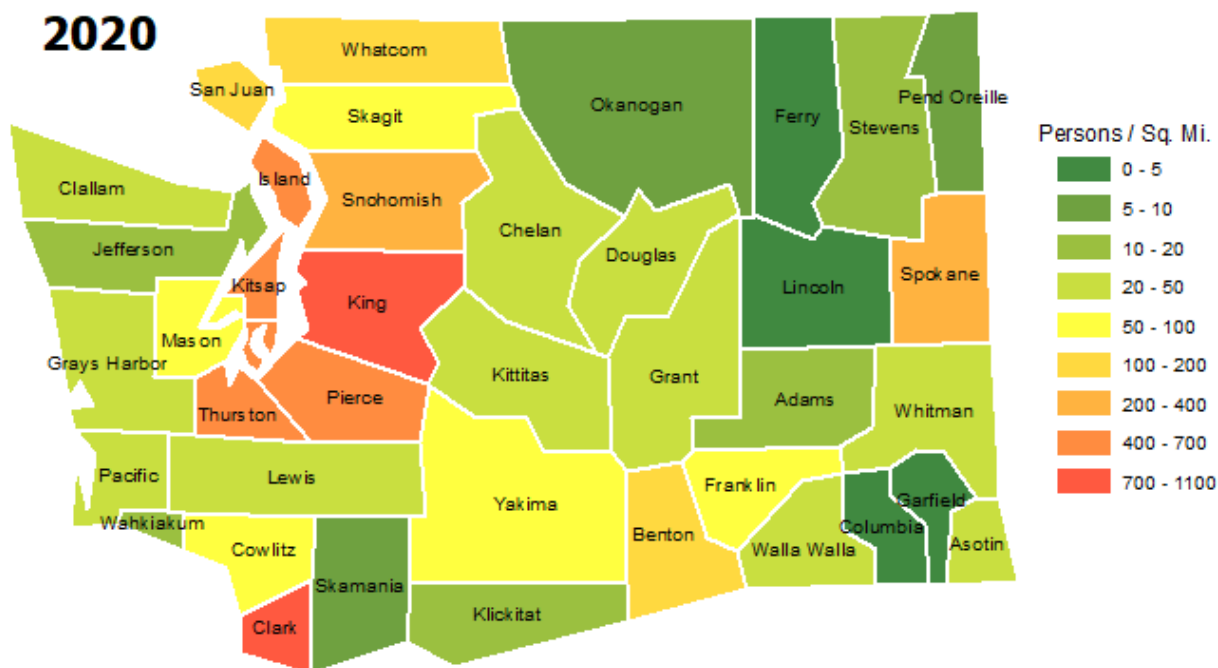 2020
Whatcom
San Juan
Okanogan
Pend Oreille
Ferry
Stevens
Skagit
Island
Clallam
Snohomish
Chelan
Jefferson
Douglas
Kitsap
King
Lincoln
Spokane
Mason
Grays Harbor
Kittitas
Grant
Pierce
Adams
Thurston
Whitman
Pacific
Lewis
Yakima
Franklin
Garfield
Wahkiakum
Columbia
Benton
Cowlitz
Walla Walla
Asotin
Skamania
Klickitat
Clark
Persons / Sq. Mi.
0 - 5
5 - 10
10 - 20
20 - 50
50 - 100
100 - 200
200 - 400
400 - 700
700 - 1100